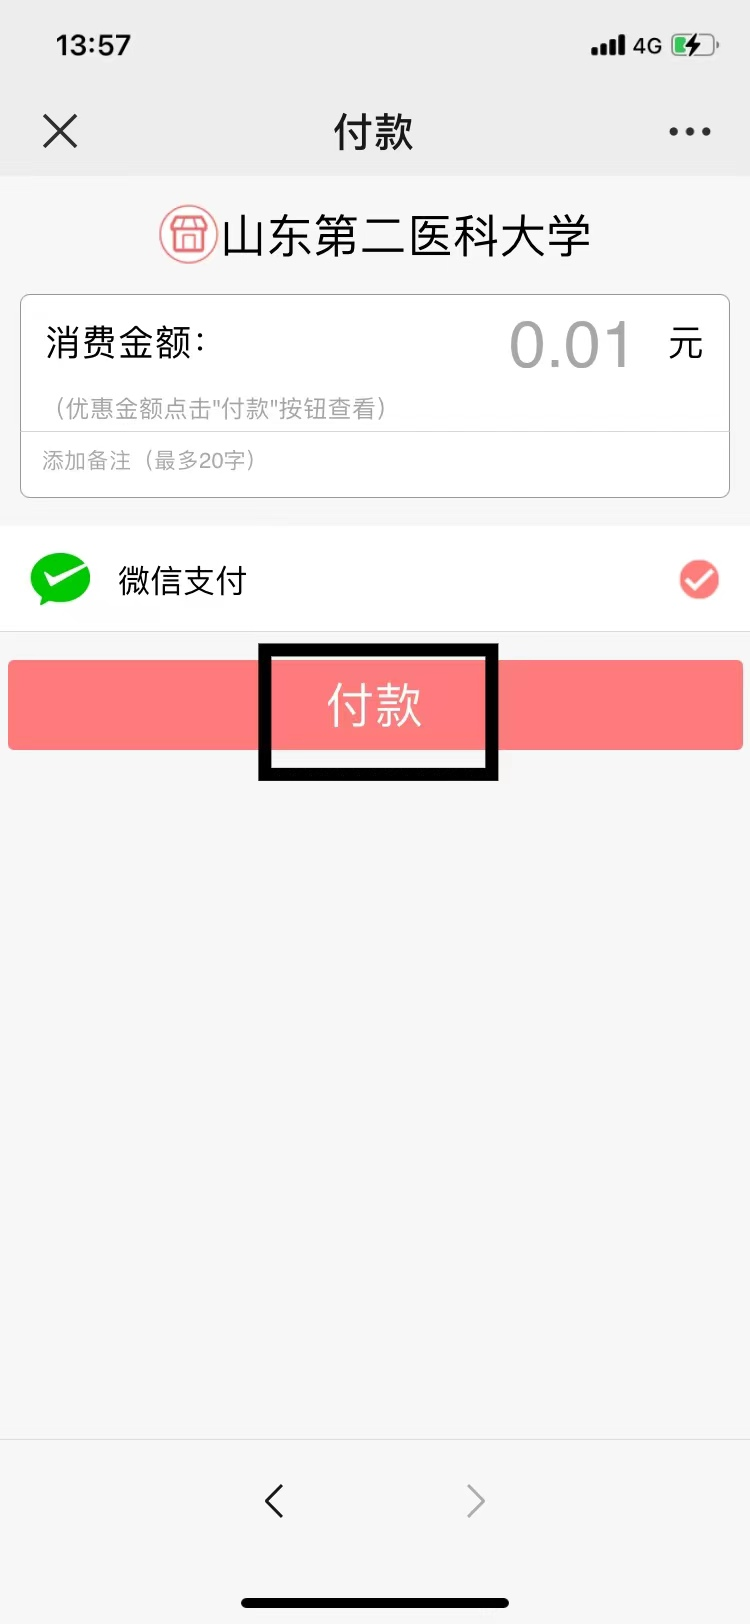 13:57
4G
付款
山东第二医科大学
消费金额：
0.01 元
（优惠金额点击"付款"按钮查看）
添加备注（最多20字）
微信支付
付款